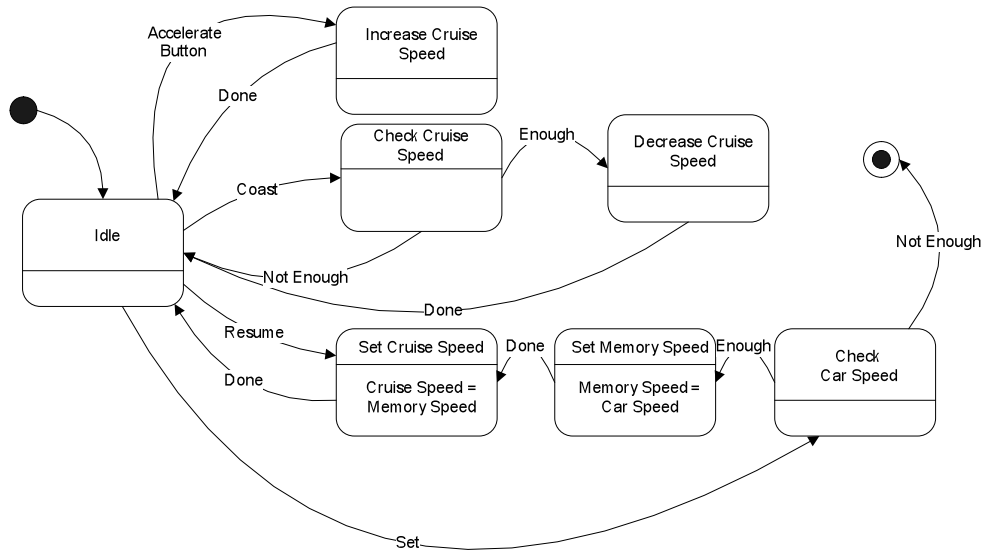 Accelerate
Button
Increase Cruise
Speed
Done
Check Cruise
Speed
Enough
Decrease Cruise
Speed
Coast
Idle
Not Enough
Not Enough
Done
Resume
Set Cruise Speed
Cruise Speed =
Memory Speed
Done
Set Memory Speed
Memory Speed =
Car Speed
Enough
Check
Car Speed
Done
Set